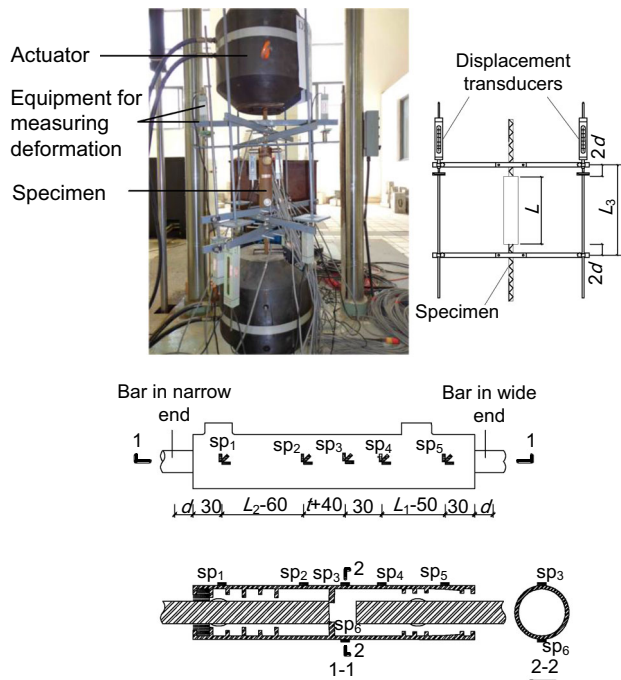 Actuator
Equipment for
measuring
deformation
Specimen
Displacement
transducers
2d
L
L3
2d
Specimen
Bar in narrow
end
Bar in wide
end
1
sp1
sp2
sp3
sp4
sp5
1
d
30
L2-60
t+40
30
L1-50
30
d
sp1
sp2
sp3
2
sp4
sp5
sp3
sp6
2
sp6
1-1
2-2